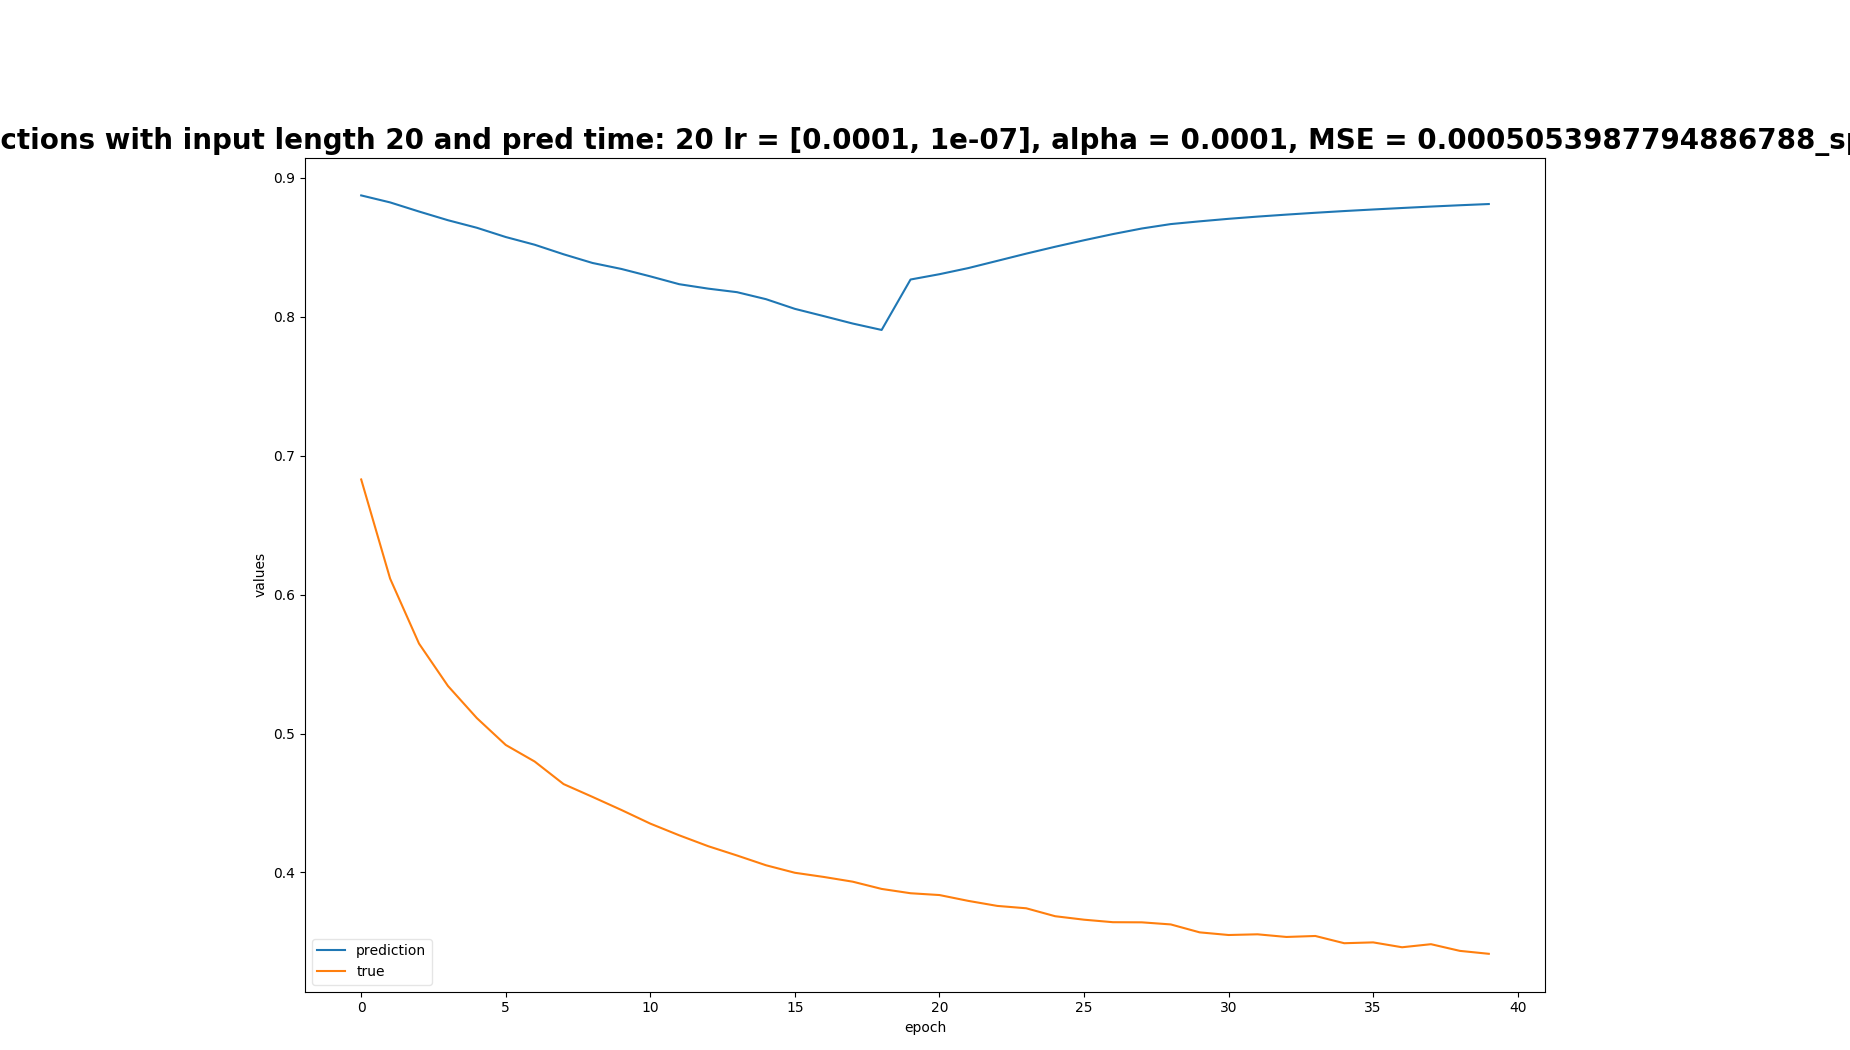 ctions with input length 20 and pred time: 20 lr = [0.0001, 1e-07], alpha = 0.0001, MSE = 0.0005053987794886788_sp
0.9
0.8
0.7
0.6
0.5
0.4
values
prediction
true
0 5 10 15 20 25 30 35 40
epoch